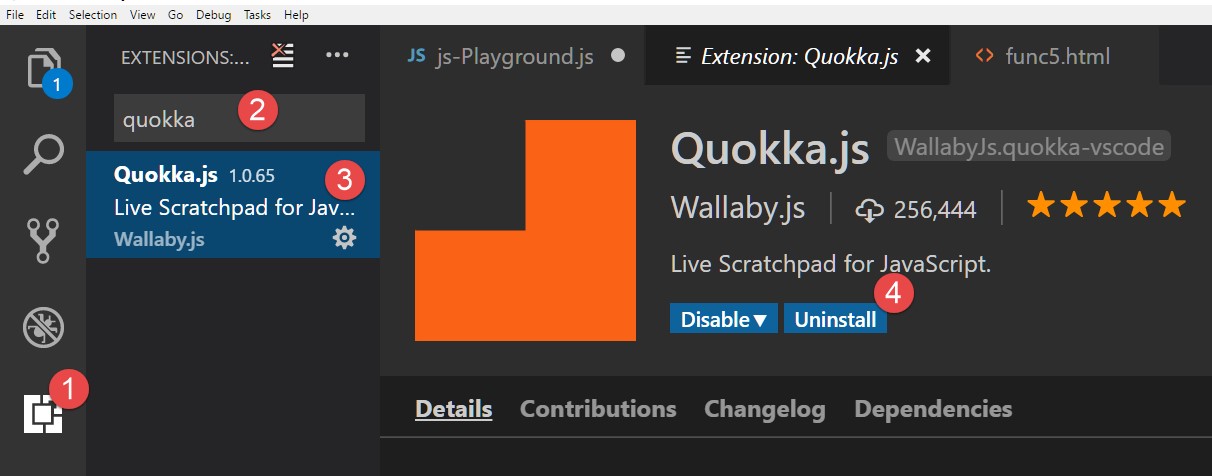 File Edit Selection View Go Debug Tasks Help
EXTENSIONS:... ...
JS js-Playground.js
Extension: Quokka.js
func5.html
1
quokka
2
Quokka.js 1.0.65
3
Live Scratchpad for Jav...
Wallaby.js
1
Quokka.js WallabyJs.quokka-vscode
Wallaby.js 256,444
Live Scratchpad for JavaScript.
4
Disable Uninstall
Details Contributions Changelog Dependencies